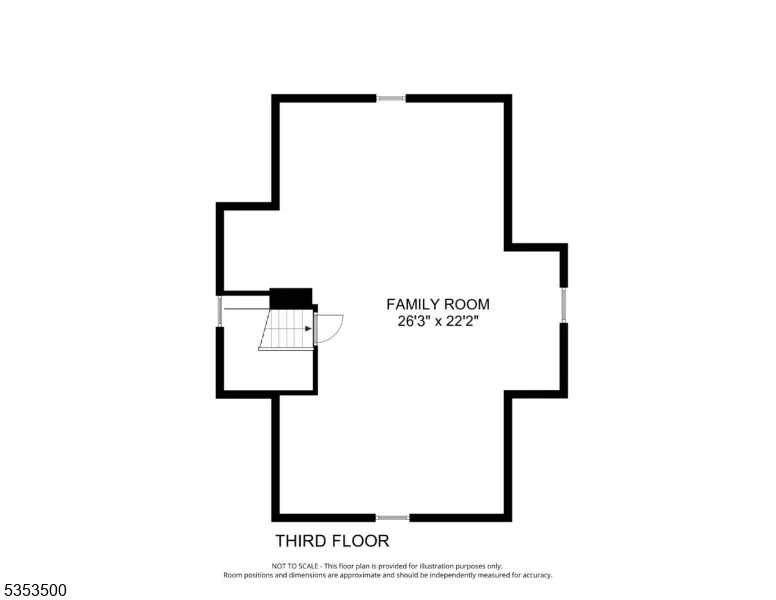 FAMILY ROOM
26'3" x 22'2"
THIRD FLOOR
NOT TO SCALE - This floor plan is provided for illustration purposes only.
Room positions and dimensions are approximate and should be independently measured for accuracy.
5353500